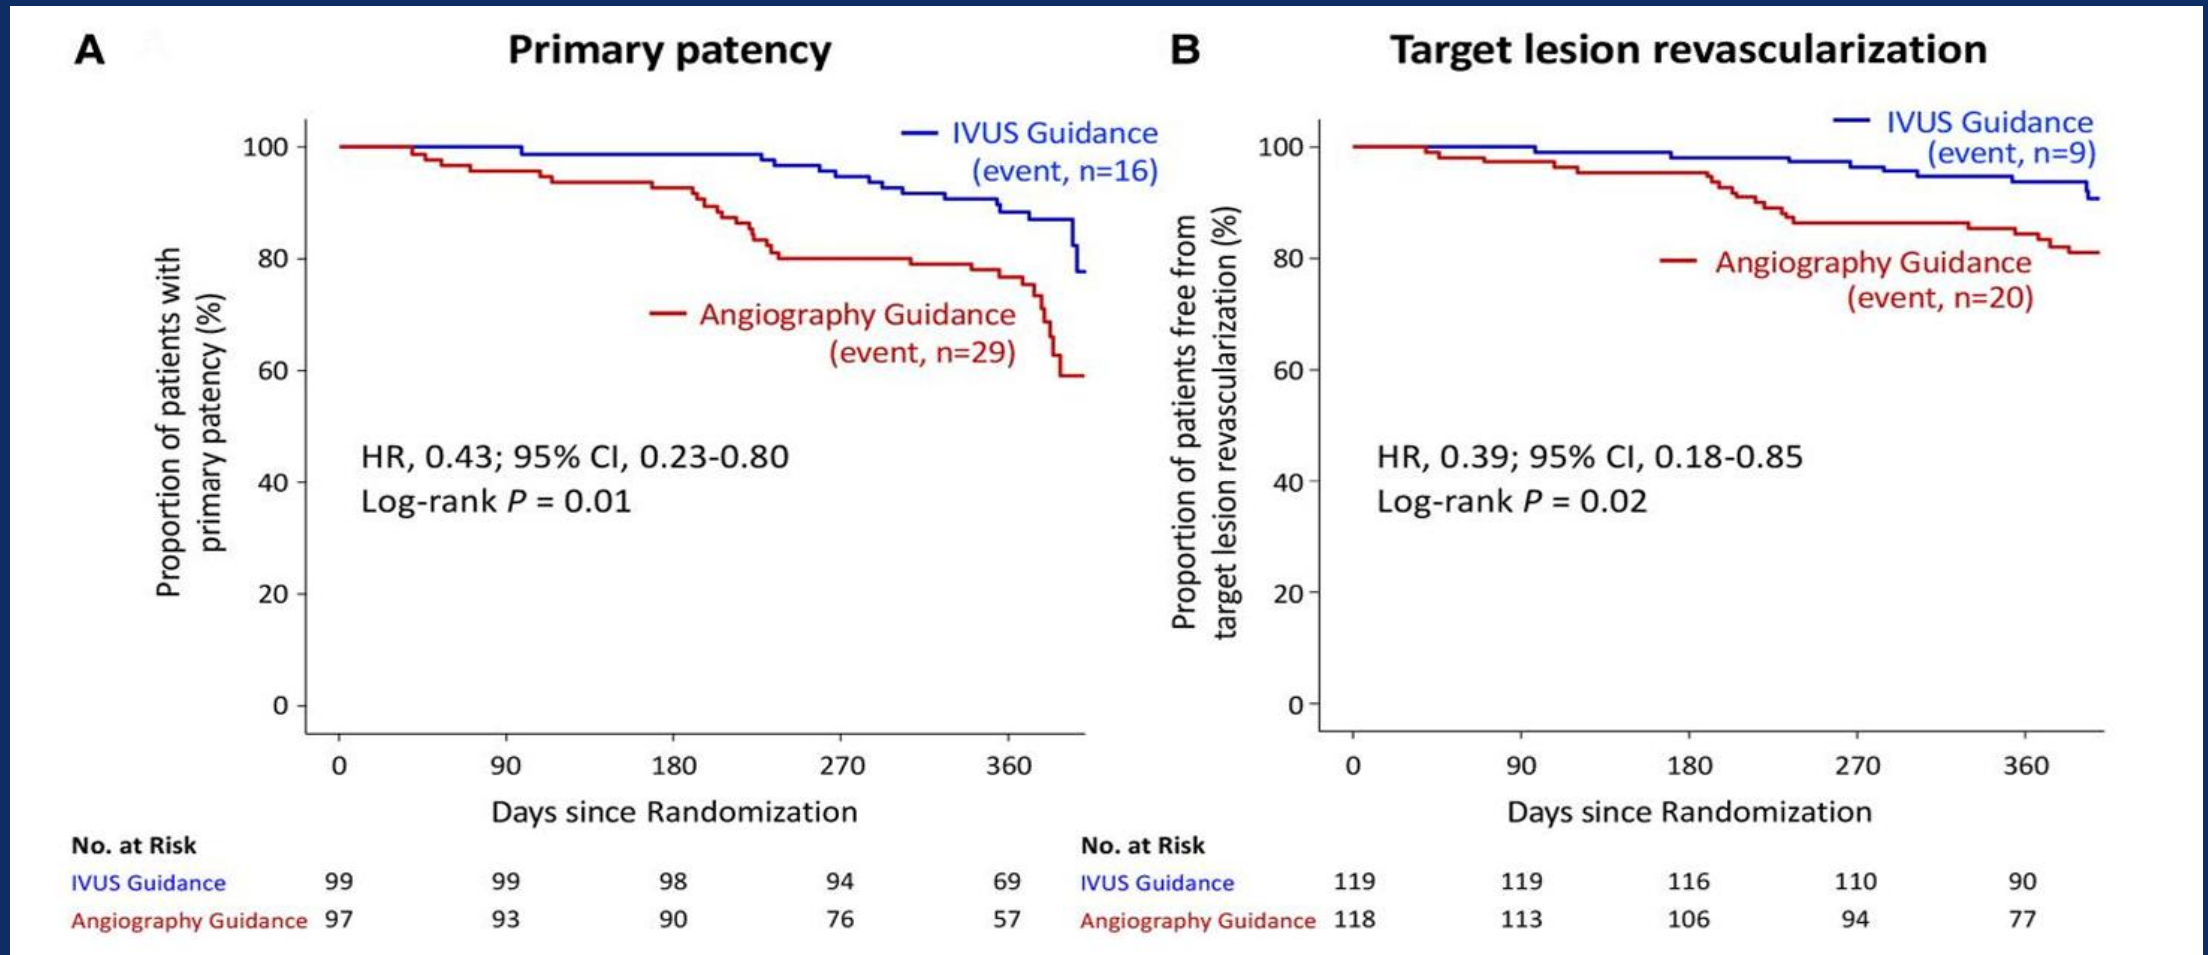 A
Primary patency
Proportion of patients with
primary patency (%)
100
80
60
40
20
0
IVUS Guidance
(event, n=16)
Angiography Guidance
(event, n=29)
HR, 0.43; 95% CI, 0.23-0.80
Log-rank P = 0.01
0 90 180 270 360
Days since Randomization
No. at Risk
IVUS Guidance 99 99 98 94 69
Angiography Guidance 97 93 90 76 57
B
Target lesion revascularization
Proportion of patients free from
target lesion revascularization (%)
100
80
60
40
20
0
IVUS Guidance
(event, n=9)
Angiography Guidance
(event, n=20)
HR, 0.39; 95% CI, 0.18-0.85
Log-rank P = 0.02
0 90 180 270 360
Days since Randomization
No. at Risk
IVUS Guidance 119 119 116 110 90
Angiography Guidance 118 113 106 94 77